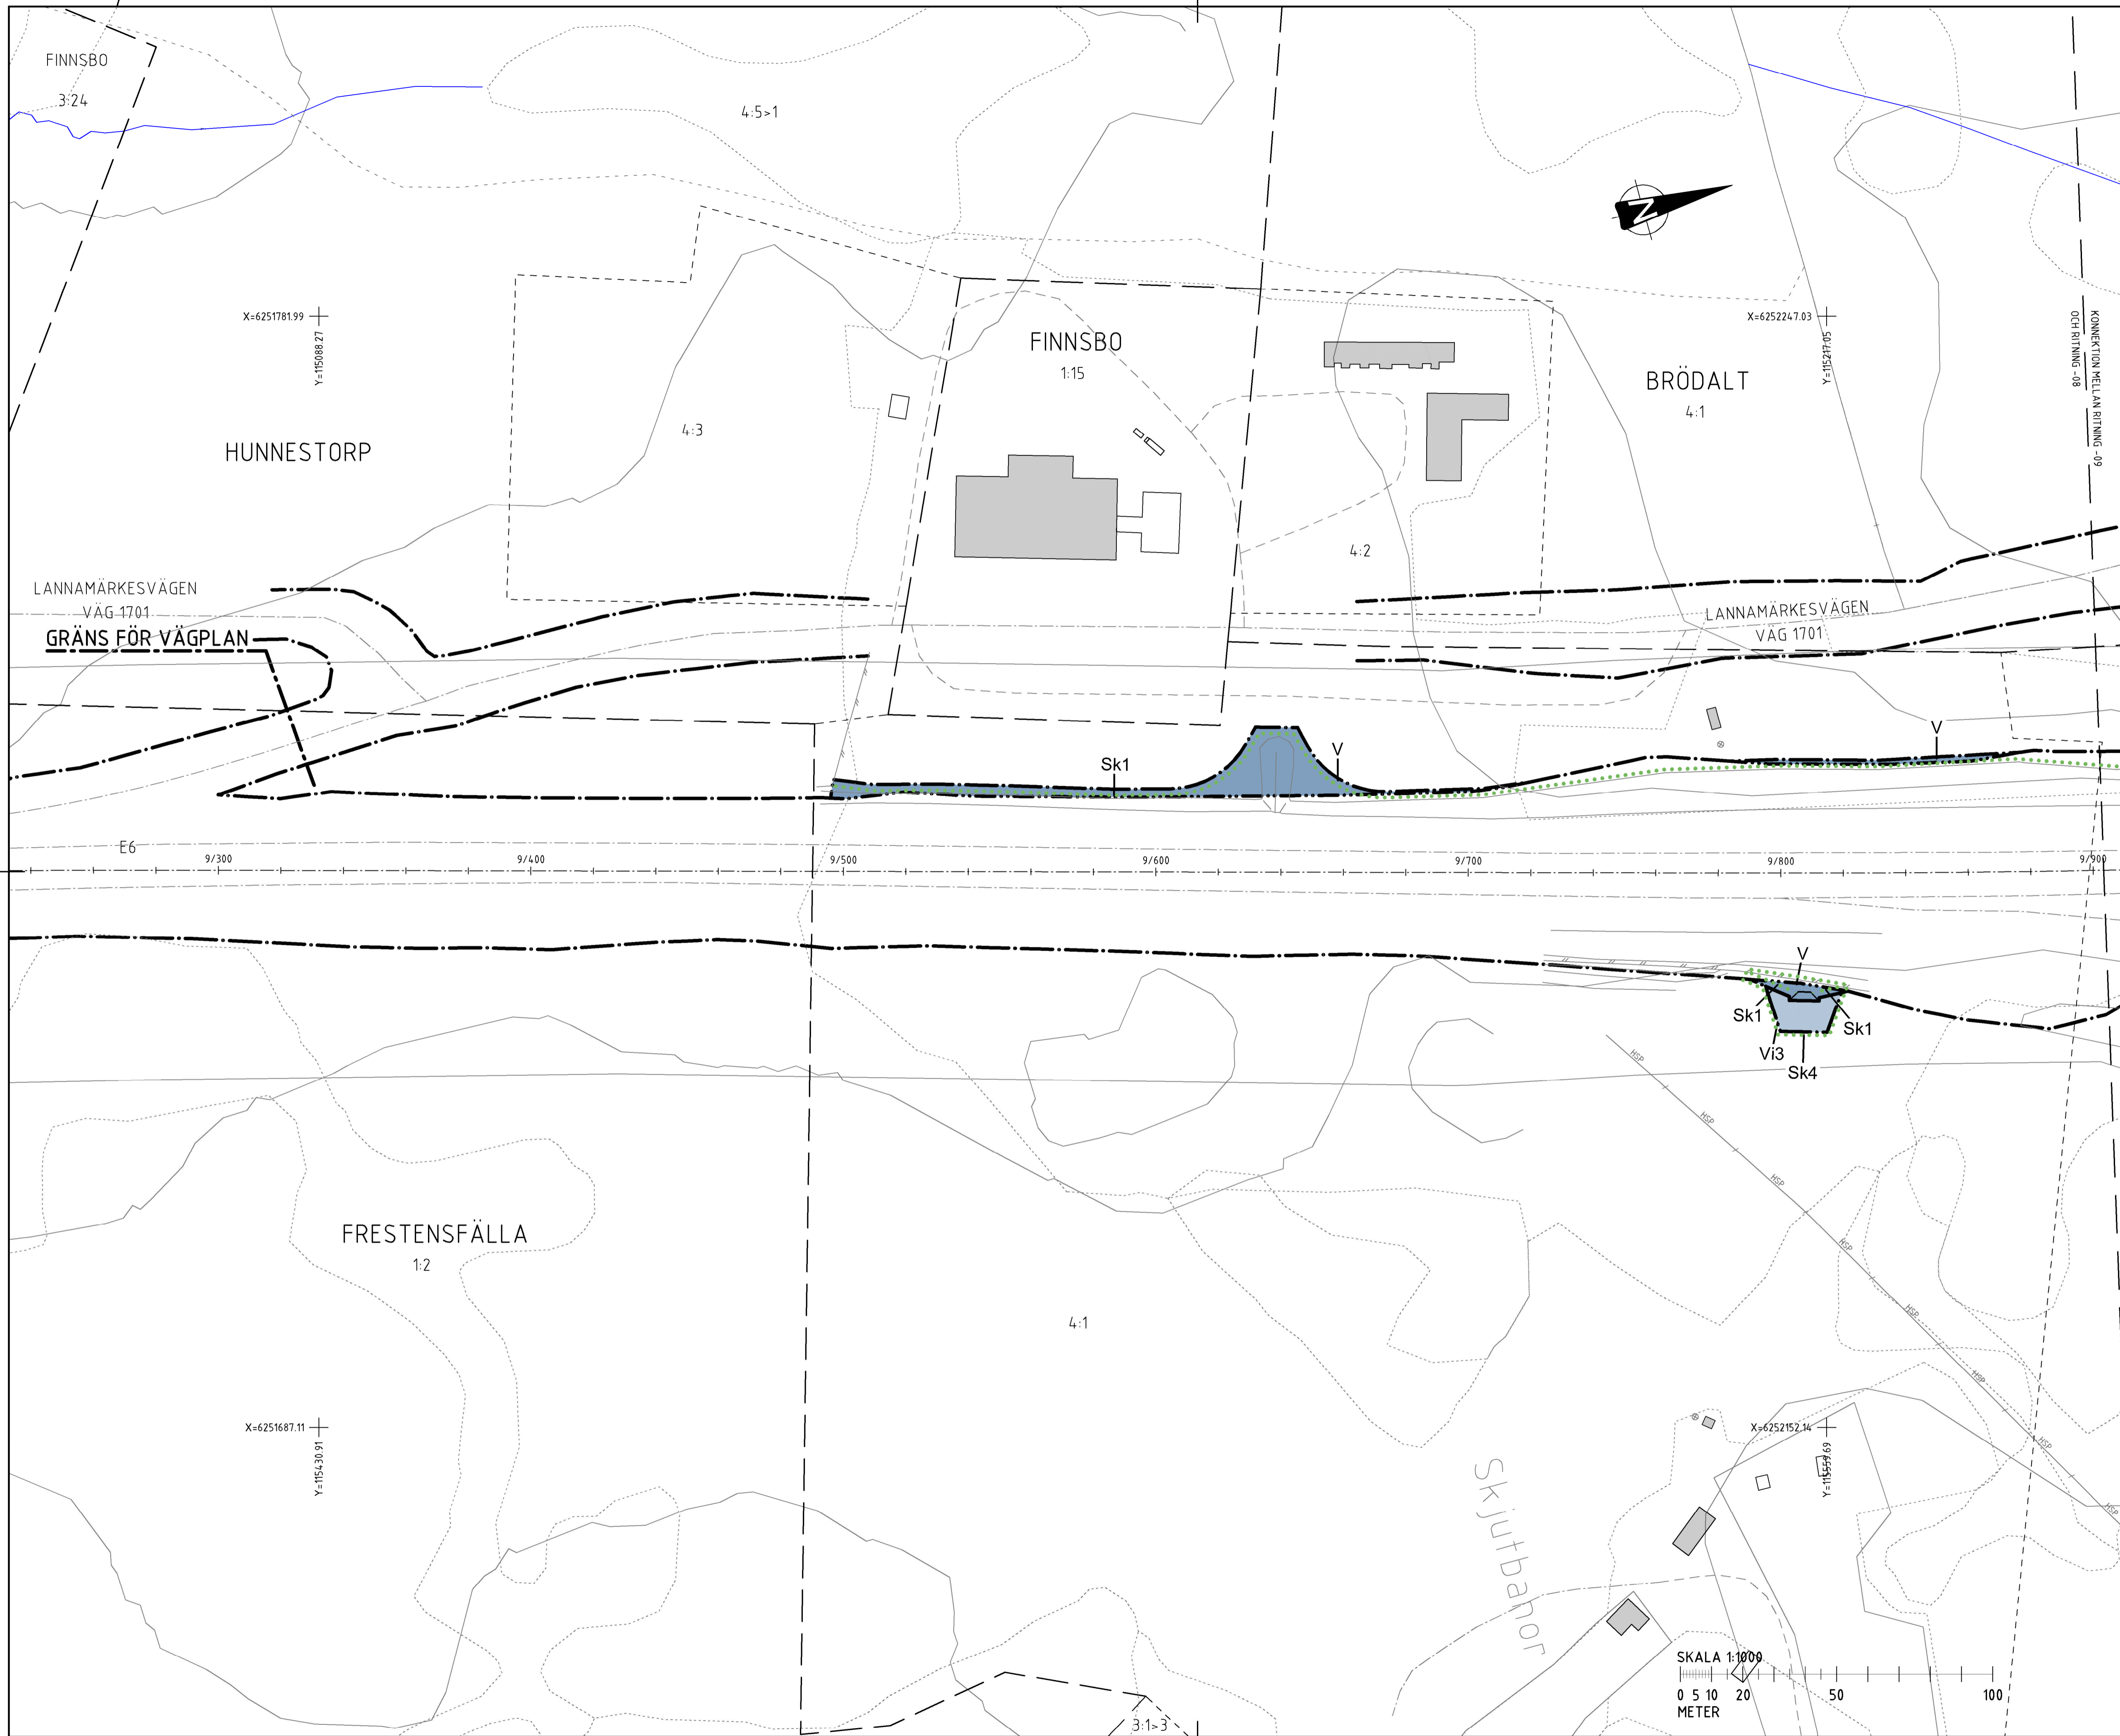 FINNSBO
3:24
4:5>1
X=6251781.99
Y=115088.27
FINNSBO
1:15
N
X=6252247.03
BRÖDALT
4:1
KONNEKTION MELLAN RITNING -09
OCH RITNING -08
HUNNESTORP
4:3
4:2
LANNAMÄRKESVÄGEN
VÄG 1701
GRÄNS FÖR VÄGPLAN
LANNAMÄRKESVÄGEN
VÄG 1701
V
V
Sk1
E6
9/300
9/400
9/500
9/600
9/700
9/800
9/900
V
Sk1
Sk1
Vi3
Sk4
HSP
HSP
HSP
HSP
HSP
HSP
HSP
HSP
FRESTENSFÄLLA
1:2
4:1
X=6251687.11
Y=115430.91
X=6252152.14
Y=115559.69
Skjutbanor
SKALA 1:1000
0 5 10 20 50 100
METER
3:1>3